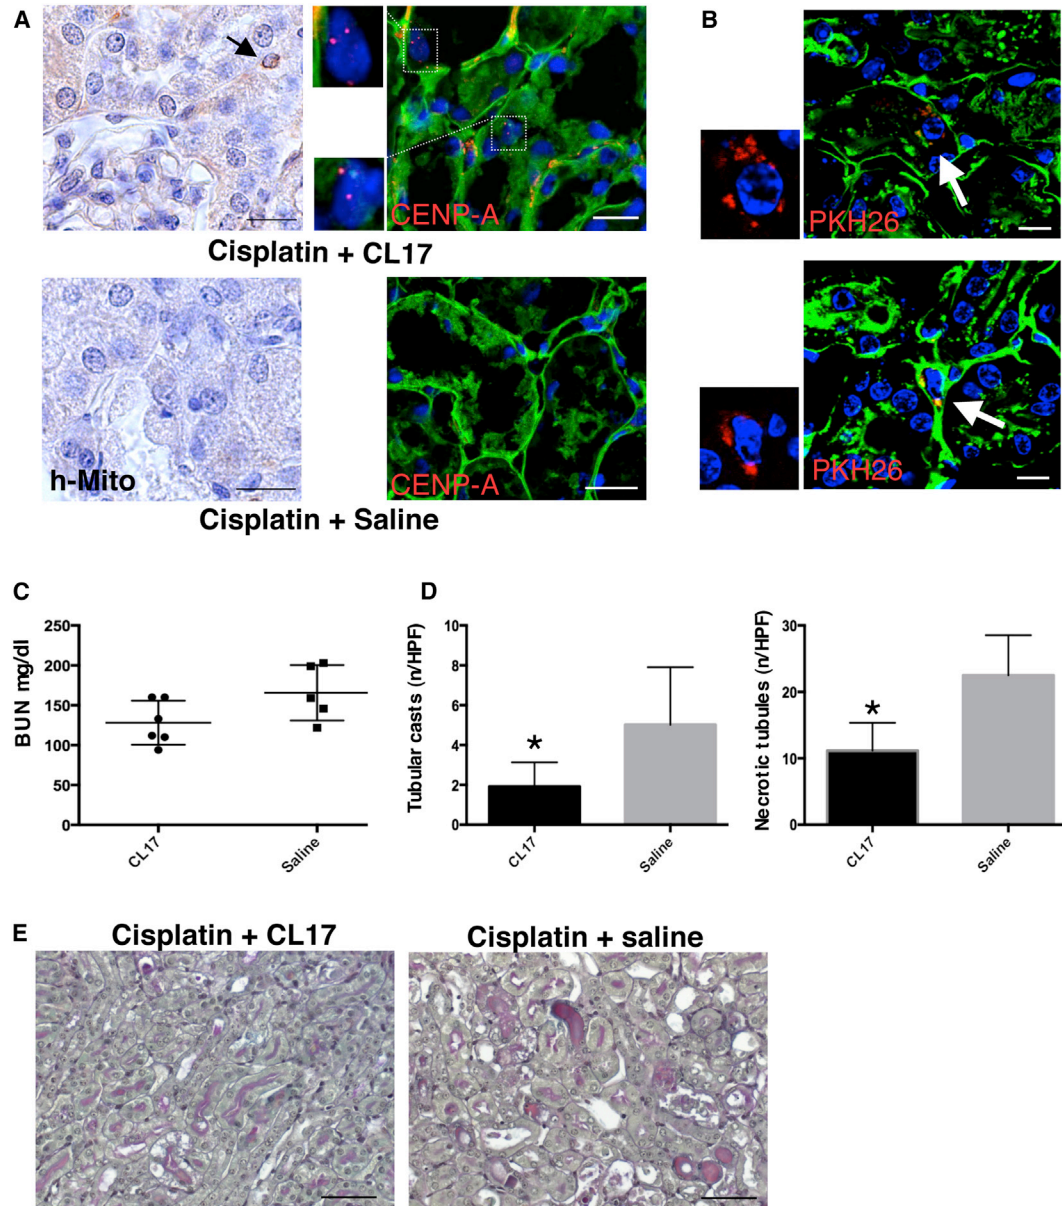 A
B
CENP-A
PKH26
Cisplatin + CL17
h-Mito
CENP-A
PKH26
Cisplatin + Saline
C
D
BUN mg/dl
250
200
150
100
50
0
CL17
Saline
Tubular casts (n/HPF)
10
8
6
4
2
0
*
CL17
Saline
Necrotic tubules (n/HPF)
30
20
10
0
*
CL17
Saline
E
Cisplatin + CL17
Cisplatin + saline